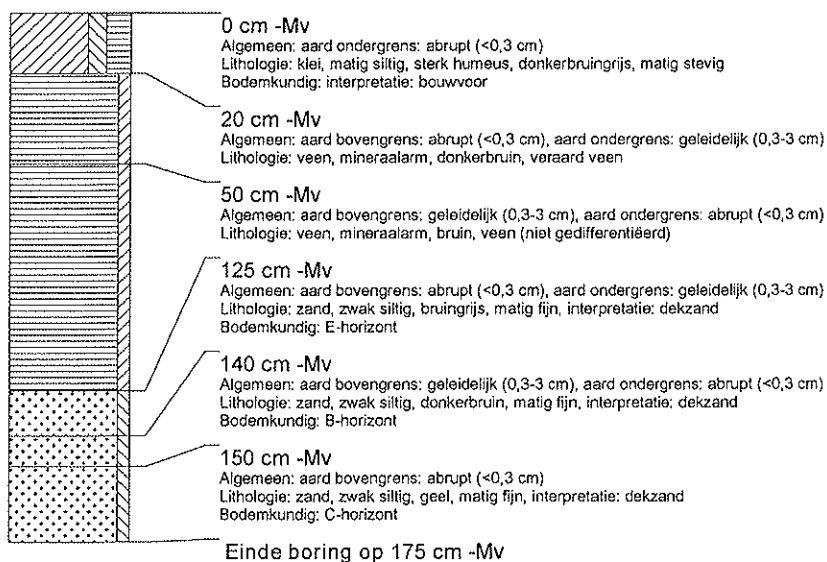 0 cm -Mv
Algemeen: aard ondergrens: abrupt (<0,3 cm)
Lithologie: klei, matig siltig, sterk humeus, donkerbruingrijs, matig stevig
Bodemkundig: interpretatie: bouwvoor
20 cm -Mv
Algemeen: aard bovengrens: abrupt (<0,3 cm), aard ondergrens: geleidelijk (0,3-3 cm)
Lithologie: veen, mineraalarm, donkerbruin, veraard veen
50 cm -Mv
Algemeen: aard bovengrens: geleidelijk (0,3-3 cm), aard ondergrens: abrupt (<0,3 cm)
Lithologie: veen, mineraalarm, bruin, veen (niet gedifferentiëerd)
125 cm -Mv
Algemeen: aard bovengrens: abrupt (<0,3 cm), aard ondergrens: geleidelijk (0,3-3 cm)
Lithologie: zand, zwak siltig, bruingrijs, matig fijn, interpretatie: dekzand
Bodemkundig: E-horizont
140 cm -Mv
Algemeen: aard bovengrens: geleidelijk (0,3-3 cm), aard ondergrens: abrupt (<0,3 cm)
Lithologie: zand, zwak siltig, donkerbruin, matig fijn, interpretatie: dekzand
Bodemkundig: B-horizont
150 cm -Mv
Algemeen: aard bovengrens: abrupt (<0,3 cm)
Lithologie: zand, zwak siltig, geel, matig fijn, interpretatie: dekzand
Bodemkundig: C-horizont
Einde boring op 175 cm -Mv